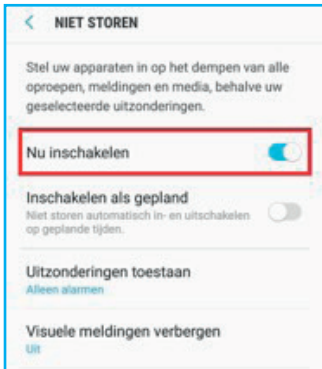 NIET STOREN
Stel uw apparaten in op het dempen van alle
oproepen, meldingen en media, behalve uw
geselecteerde uitzonderingen.
Nu inschakelen
Inschakelen als gepland
Niet storen automatisch in- en uitschakelen
op geplande tijden.
Uitzonderingen toestaan
Alleen alarmen
Visuele meldingen verbergen
Uit